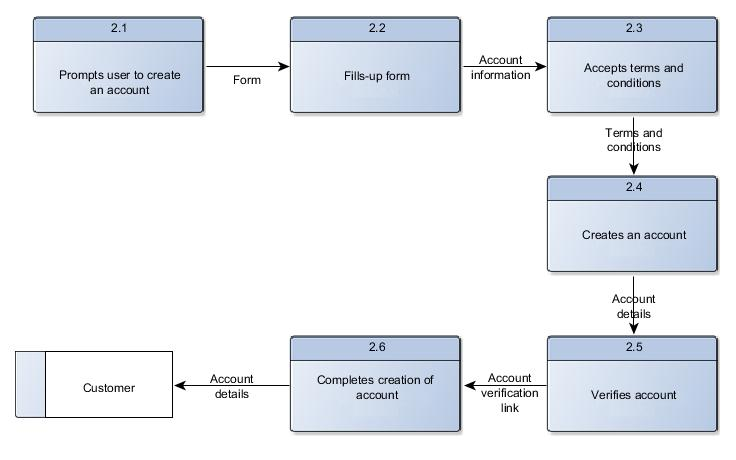 2.1
Prompts user to create
an account
Form
2.2
Fills-up form
Account
information
2.3
Accepts terms and
conditions
Terms and
conditions
2.4
Creates an account
Account
details
2.5
Verifies account
Account
verification
link
2.6
Completes creation of
account
Account
details
Customer